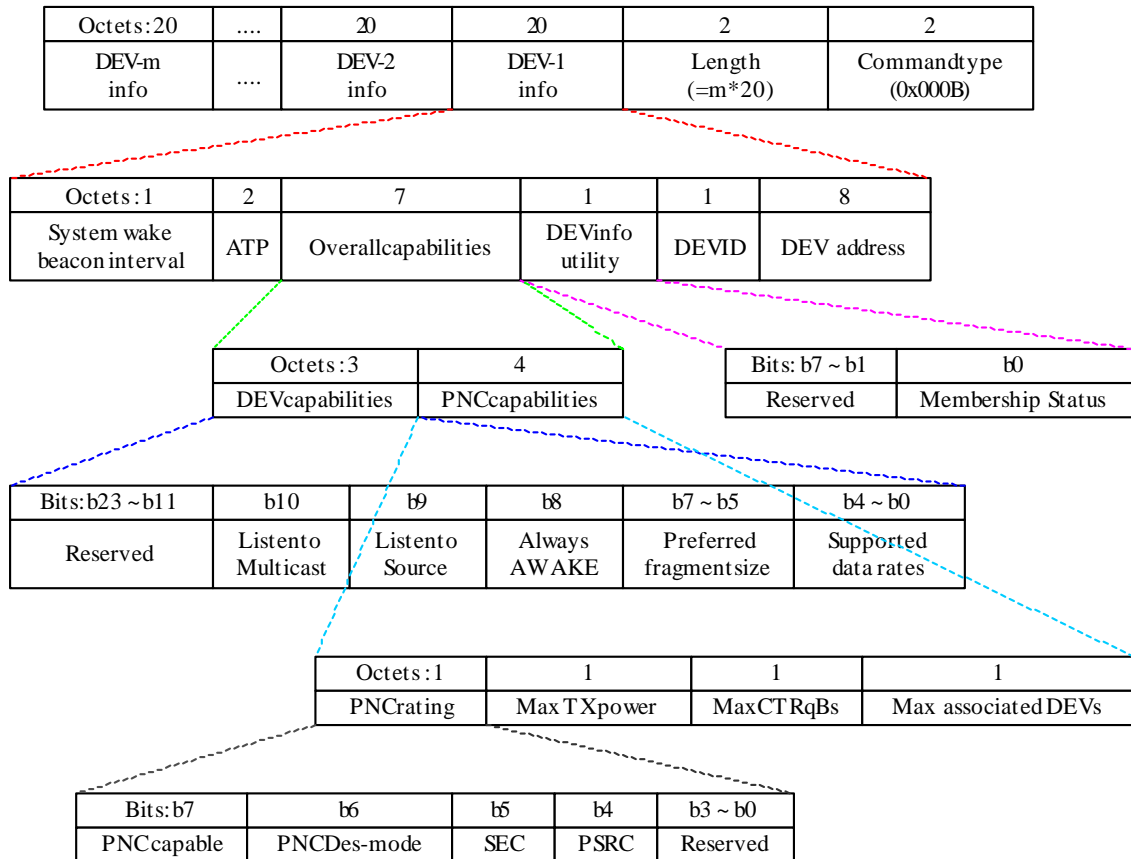 Octets:20 .... 20 20 2 2
DEV-m info .... DEV-2 info DEV-1 info Length (=m*20) Commandtype (0x000B)
Octets:1 2 7 1 1 8
System wake beacon interval ATP Overallcapabilities DEVinfo utility DEVID DEV address
Octets:3 4
DEVcapabilities PNCcapabilities
Bits: b7 ~ b1 b0
Reserved Membership Status
Bits:b23 ~ b11 b10 b9 b8 b7 ~ b5 b4 ~ b0
Reserved Listento Multicast Listento Source Always AWAKE Preferred fragmentsize Supported data rates
Octets:1 1 1 1
PNCrating MaxTXpower MaxCTRqBs Max associated DEVs
Bits:b7 b6 b5 b4 b3 ~ b0
PNCcapable PNCDes-mode SEC PSRC Reserved